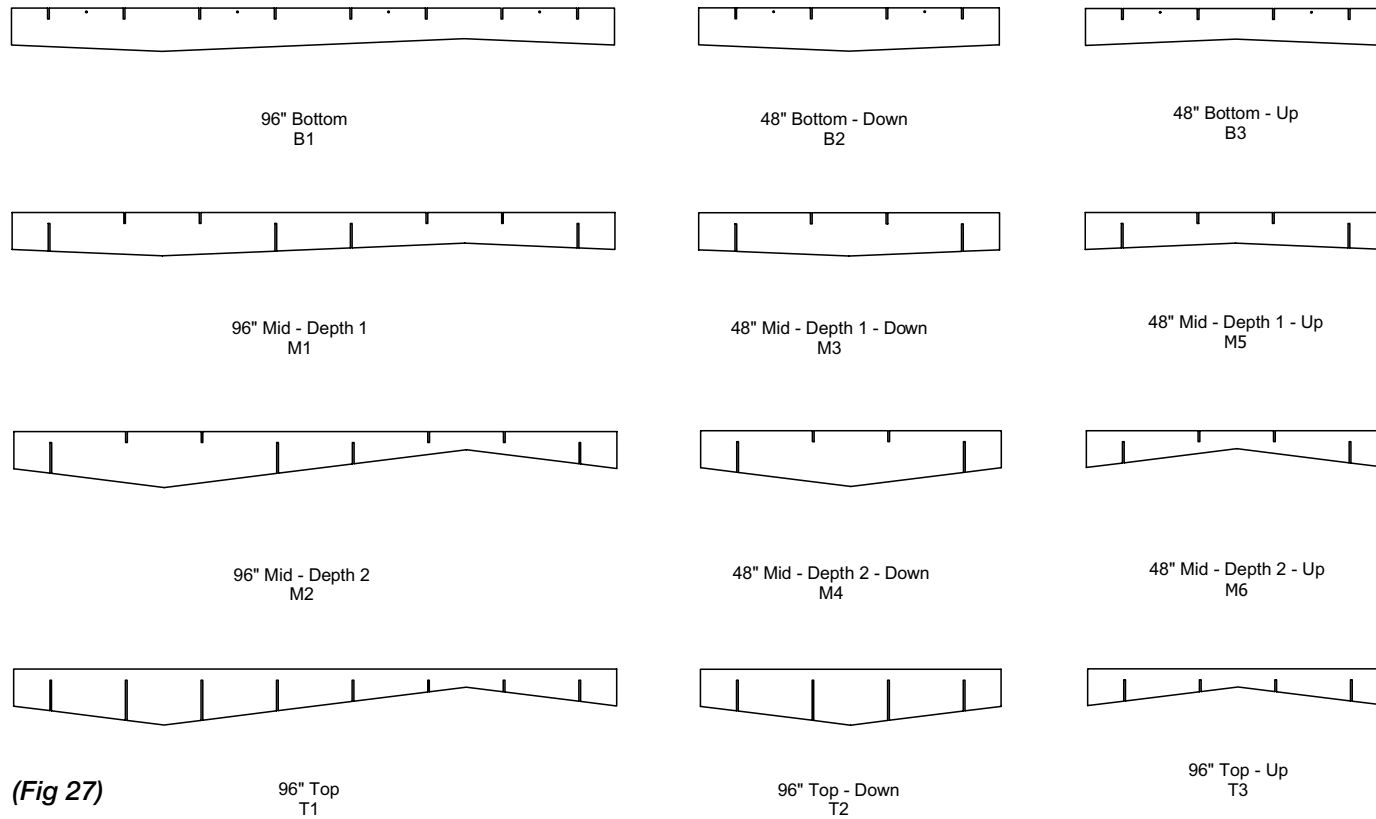 96" Bottom
B1
48" Bottom - Down
B2
48" Bottom - Up
B3
96" Mid - Depth 1
M1
48" Mid - Depth 1 - Down
M3
48" Mid - Depth 1 - Up
M5
96" Mid - Depth 2
M2
48" Mid - Depth 2 - Down
M4
48" Mid - Depth 2 - Up
M6
(Fig 27)
96" Top
T1
96" Top - Down
T2
96" Top - Up
T3